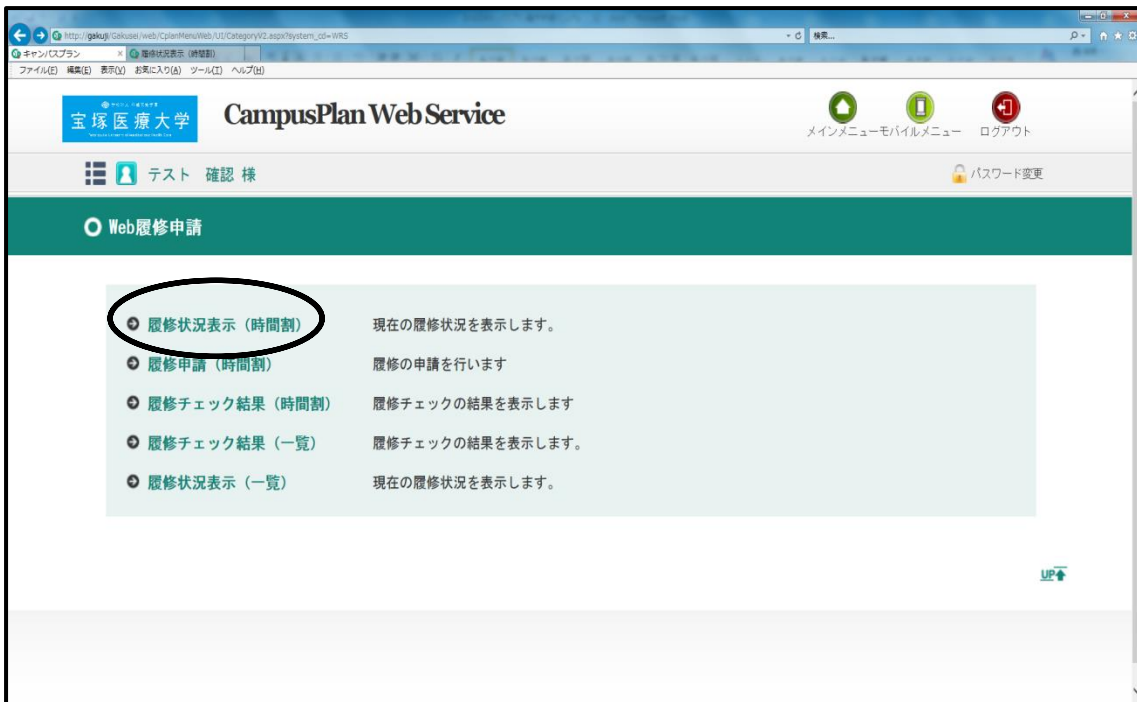 http://gakuji/Gakusei/web/CplanMenuWeb/UI/CategoryV2.aspx?system_cd=WRS
検索...
キャンパスプラン
履修状況表示（時間割）
ファイル(F) 編集(E) 表示(V) お気に入り(A) ツール(T) ヘルプ(H)
宝塚医療大学
CampusPlan Web Service
メインメニュー モバイルメニュー ログアウト
テスト 確認 様
パスワード変更
Web履修申請
履修状況表示（時間割） 現在の履修状況を表示します。
履修申請（時間割） 履修の申請を行います
履修チェック結果（時間割） 履修チェックの結果を表示します
履修チェック結果（一覧） 履修チェックの結果を表示します。
履修状況表示（一覧） 現在の履修状況を表示します。
UP